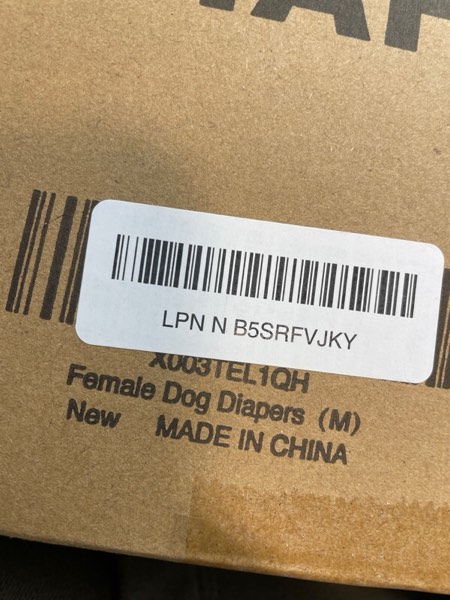 LPN N B5SRFVJKY
X003TEL1QH
Female Dog Diapers (M)
New MADE IN CHINA